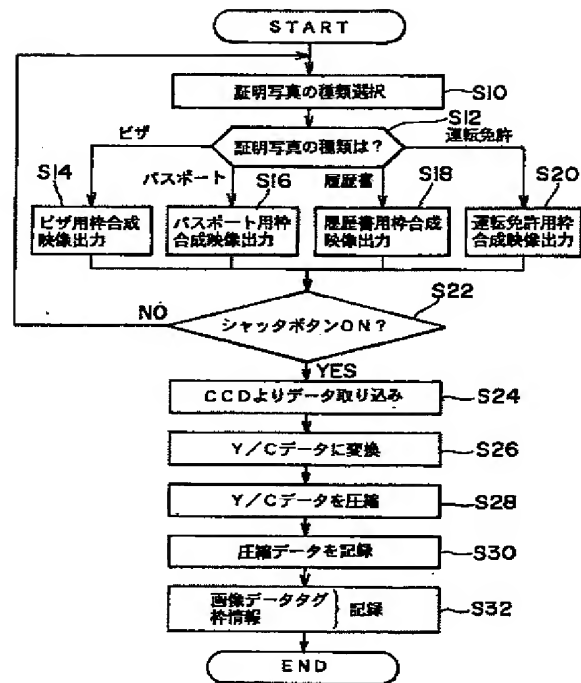 START
証明写真の種類選択
S10
S12
証明写真の種類は?
ビザ
運転免許
S14
パスポート
S16
履歴書
S18
S20
ビザ用枠合成
映像出力
パスポート用枠
合成映像出力
履歴書用枠合成
映像出力
運転免許用枠
合成映像出力
S22
NO
シャッタボタンON?
YES
CCDよりデータ取り込み
S24
Y/Cデータに変換
S26
Y/Cデータを圧縮
S28
圧縮データを記録
S30
画像データタグ
枠情報
記録
S32
END